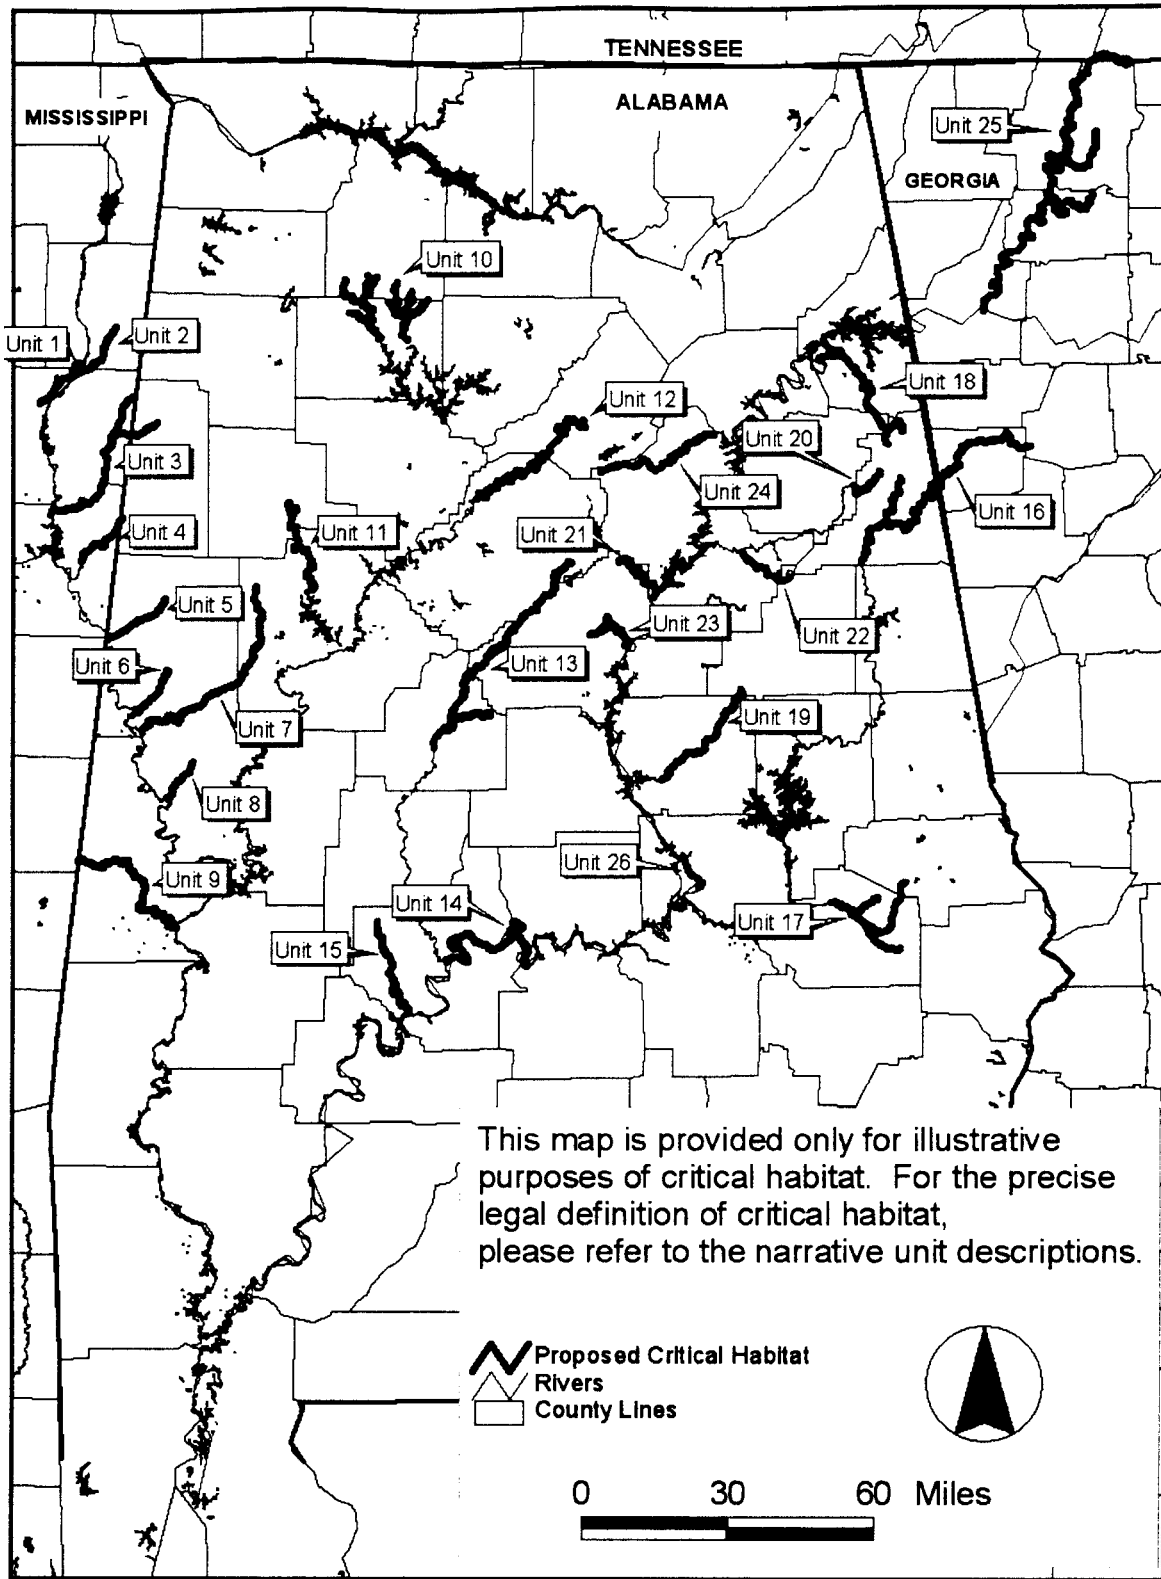 TENNESSEE
MISSISSIPPI
ALABAMA
Unit 25
GEORGIA
Unit 10
Unit 1
Unit 2
Unit 18
Unit 12
Unit 20
Unit 3
Unit 24
Unit 16
Unit 4
Unit 11
Unit 21
Unit 5
Unit 23
Unit 22
Unit 6
Unit 13
Unit 7
Unit 19
Unit 8
Unit 26
Unit 9
Unit 14
Unit 17
Unit 15
This map is provided only for illustrative
purposes of critical habitat. For the precise
legal definition of critical habitat,
please refer to the narrative unit descriptions.
Proposed Critical Habitat
Rivers
County Lines
0 30 60 Miles